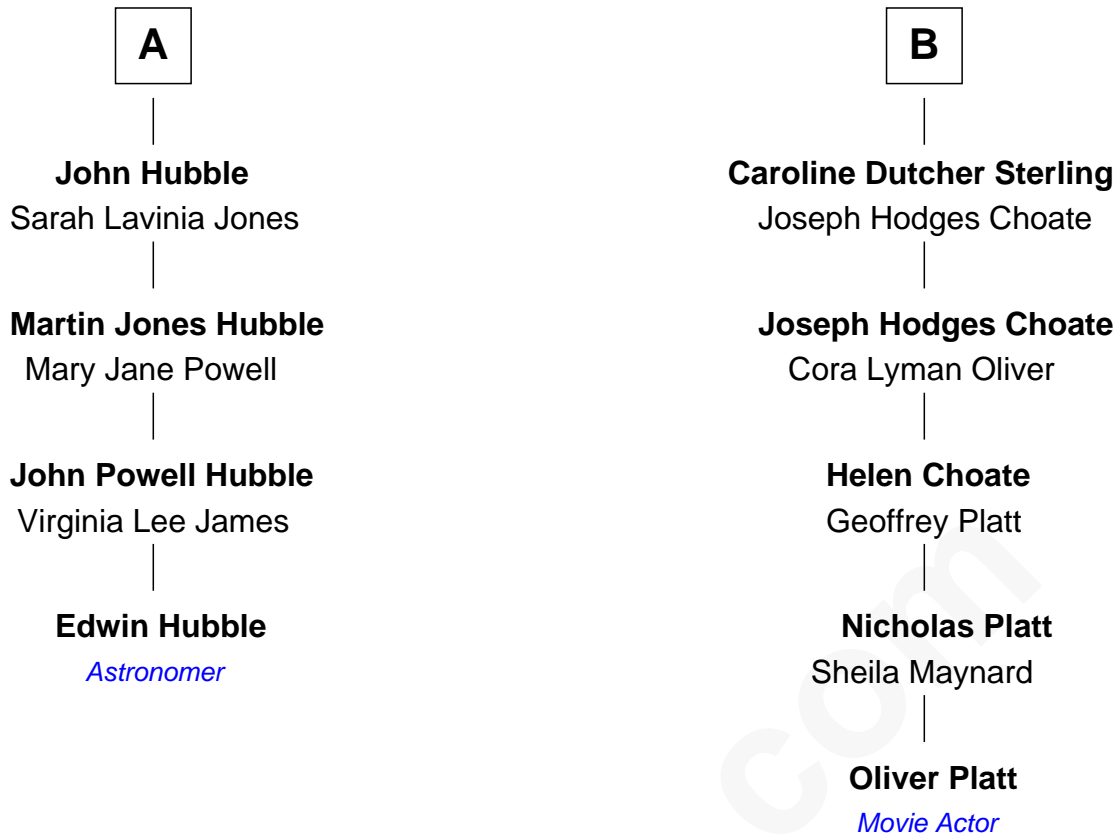 A
John Hubble
Sarah Lavinia Jones
Martin Jones Hubble
Mary Jane Powell
John Powell Hubble
Virginia Lee James
Edwin Hubble
Astronomer
B
Caroline Dutcher Sterling
Joseph Hodges Choate
Joseph Hodges Choate
Cora Lyman Oliver
Helen Choate
Geoffrey Platt
Nicholas Platt
Sheila Maynard
Oliver Platt
Movie Actor
com